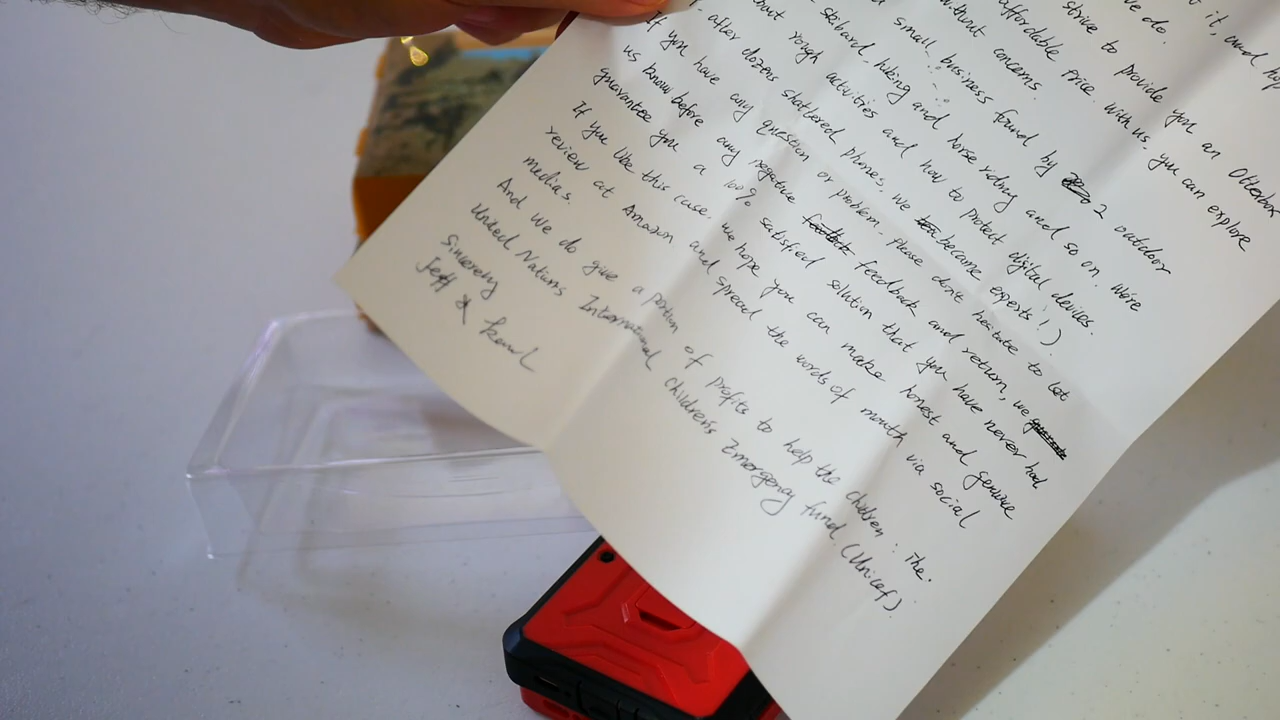 it, and
we do.
strive to provide you an Otterbox
affordable price. with us, you can explore
without concerns.
small business found by 2 outdoor
skibard, hiking and horse riding and so on. We're
about rough activities and how to protect digital devices.
after dozens shattered phones, we became experts!)
If you have any question or problem. Please dont hesitate to let
us know before any negative feedback and return, we
guarantee you a 100% satisfied solution that you have never had
If you like this case. we hope you can make honest and genuine
review at Amazon and spread the words of mouth via social
medias.
And we do give a portion of profits to help the children: The.
United Nations International Children's Emergency fund (Unicef)
Sincerely
Jeff &